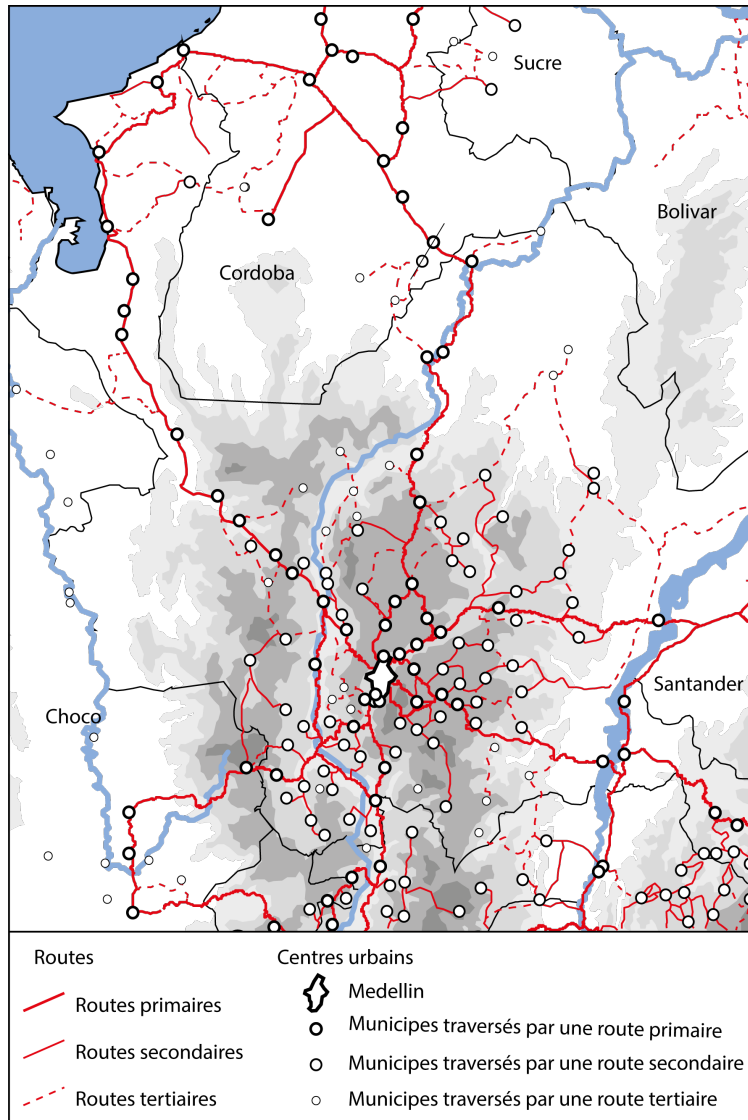 Sucre
Bolivar
Cordoba
Santander
Choco
Routes
Routes primaires
Routes secondaires
Routes tertiaires
Centres urbains
Medellin
Municipes traversés par une route primaire
Municipes traversés par une route secondaire
Municipes traversés par une route tertiaire